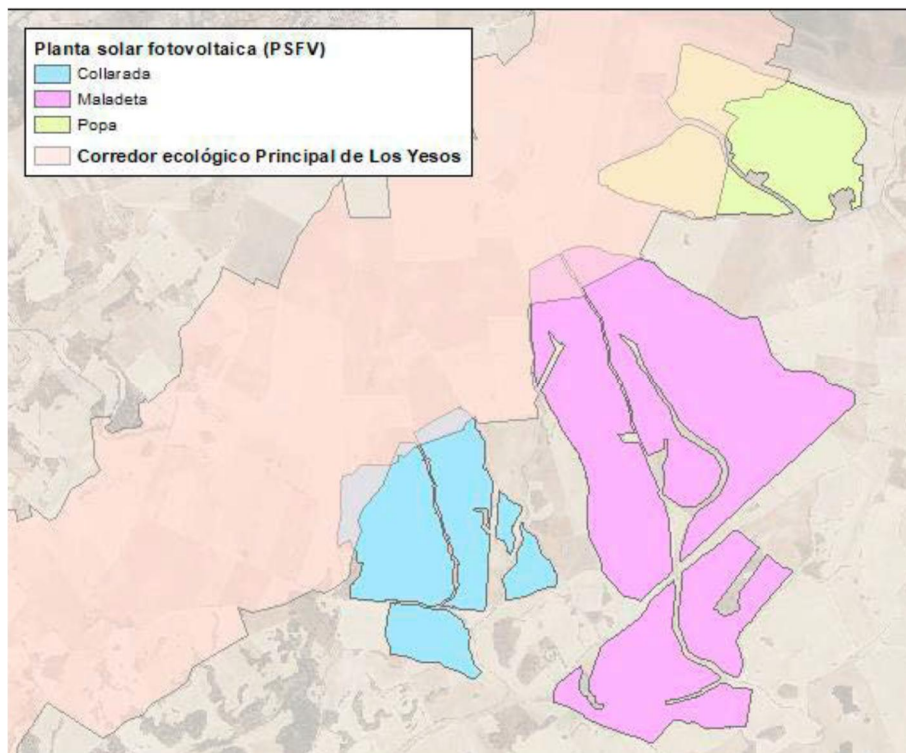 Planta solar fotovoltaica (PSFV)
Collarada
Maladeta
Popa
Corredor ecológico Principal de Los Yesos